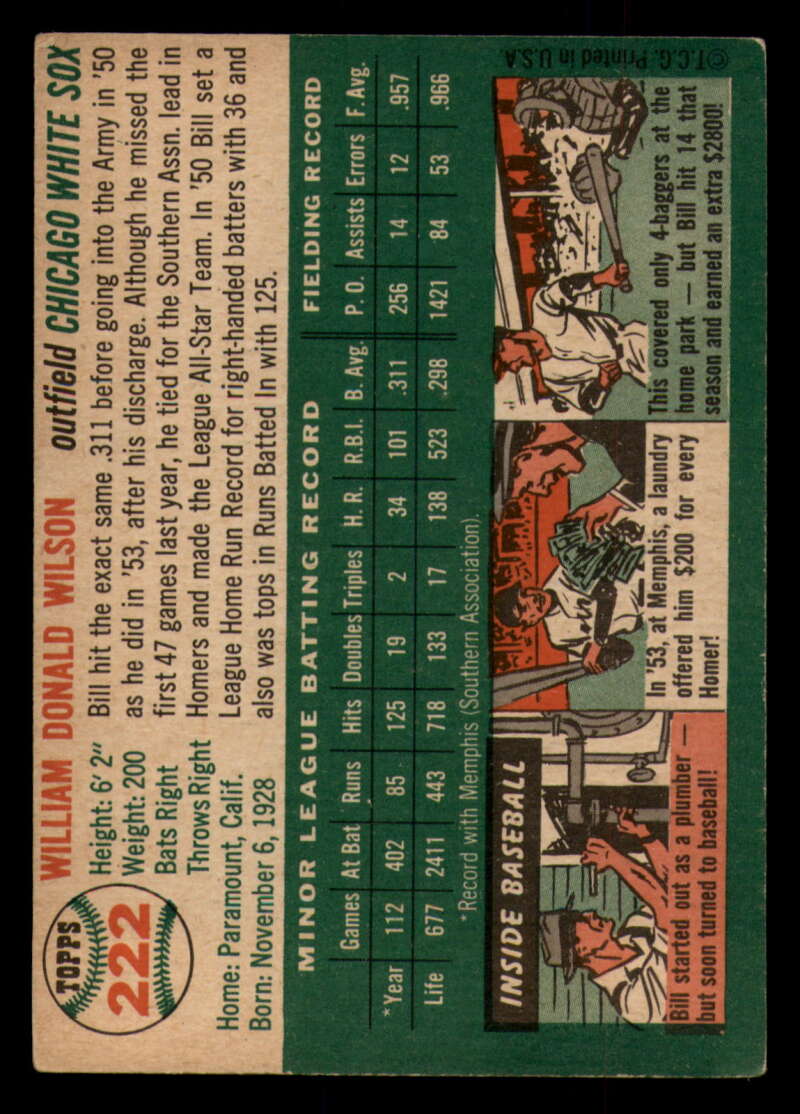 TOPPS
222
WILLIAM DONALD WILSON outfield CHICAGO WHITE SOX
Height: 6' 2"
Weight: 200
Bats Right
Throws Right
Home: Paramount, Calif.
Born: November 6, 1928
Bill hit the exact same .311 before going into the Army in '50
as he did in '53, after his discharge. Although he missed the
first 47 games last year, he tied for the Southern Assn. lead in
Homers and made the League All-Star Team. In '50 Bill set a
League Home Run Record for right-handed batters with 36 and
also was tops in Runs Batted In with 125.
MINOR LEAGUE BATTING RECORD FIELDING RECORD
Games At Bat Runs Hits Doubles Triples H. R. R.B.I. B. Avg. P. O. Assists Errors F. Avg.
*Year 112 402 85 125 19 2 34 101 .311 256 14 12 .957
Life 677 2411 443 718 133 17 138 523 .298 1421 84 53 .966
*Record with Memphis (Southern Association).
INSIDE BASEBALL
Bill started out as a plumber —
but soon turned to baseball!
In '53, at Memphis, a laundry
offered him $200 for every
Homer!
This covered only 4-baggers at the
home park — but Bill hit 14 that
season and earned an extra $2800!
©T.C.G. Printed in U.S.A.